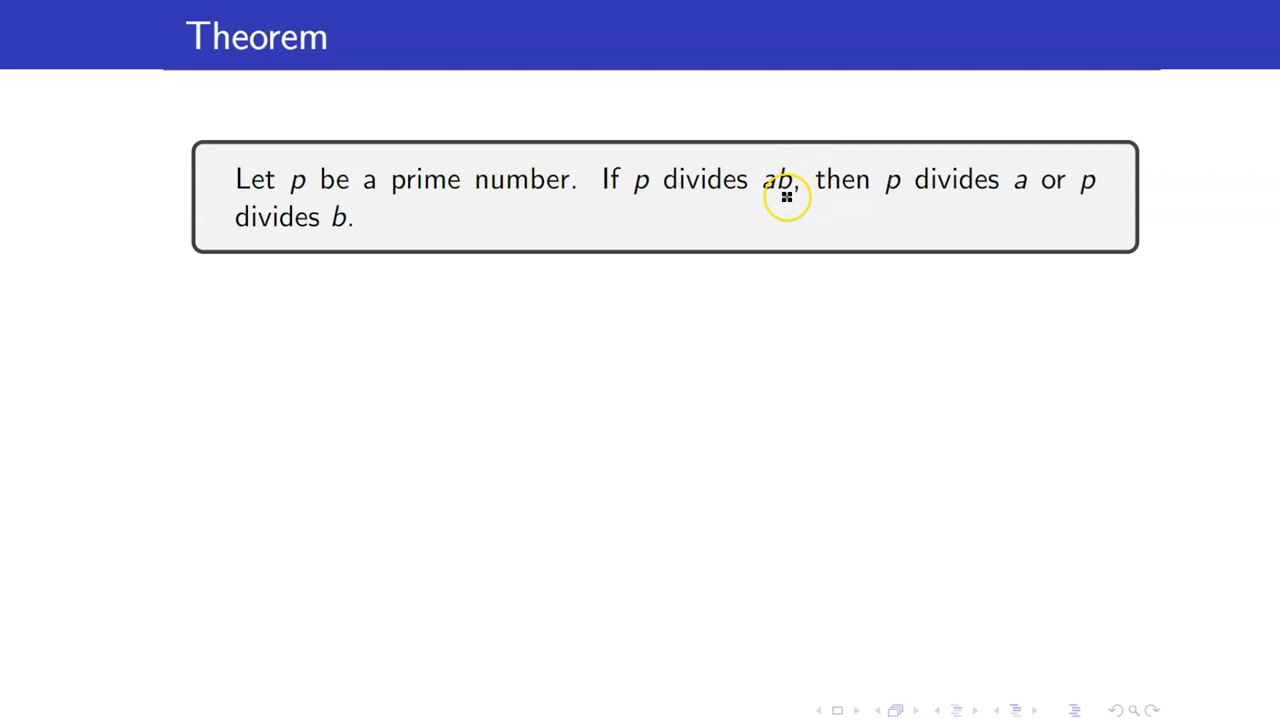 Theorem
Let p be a prime number. If p divides ab, then p divides a or p
divides b.